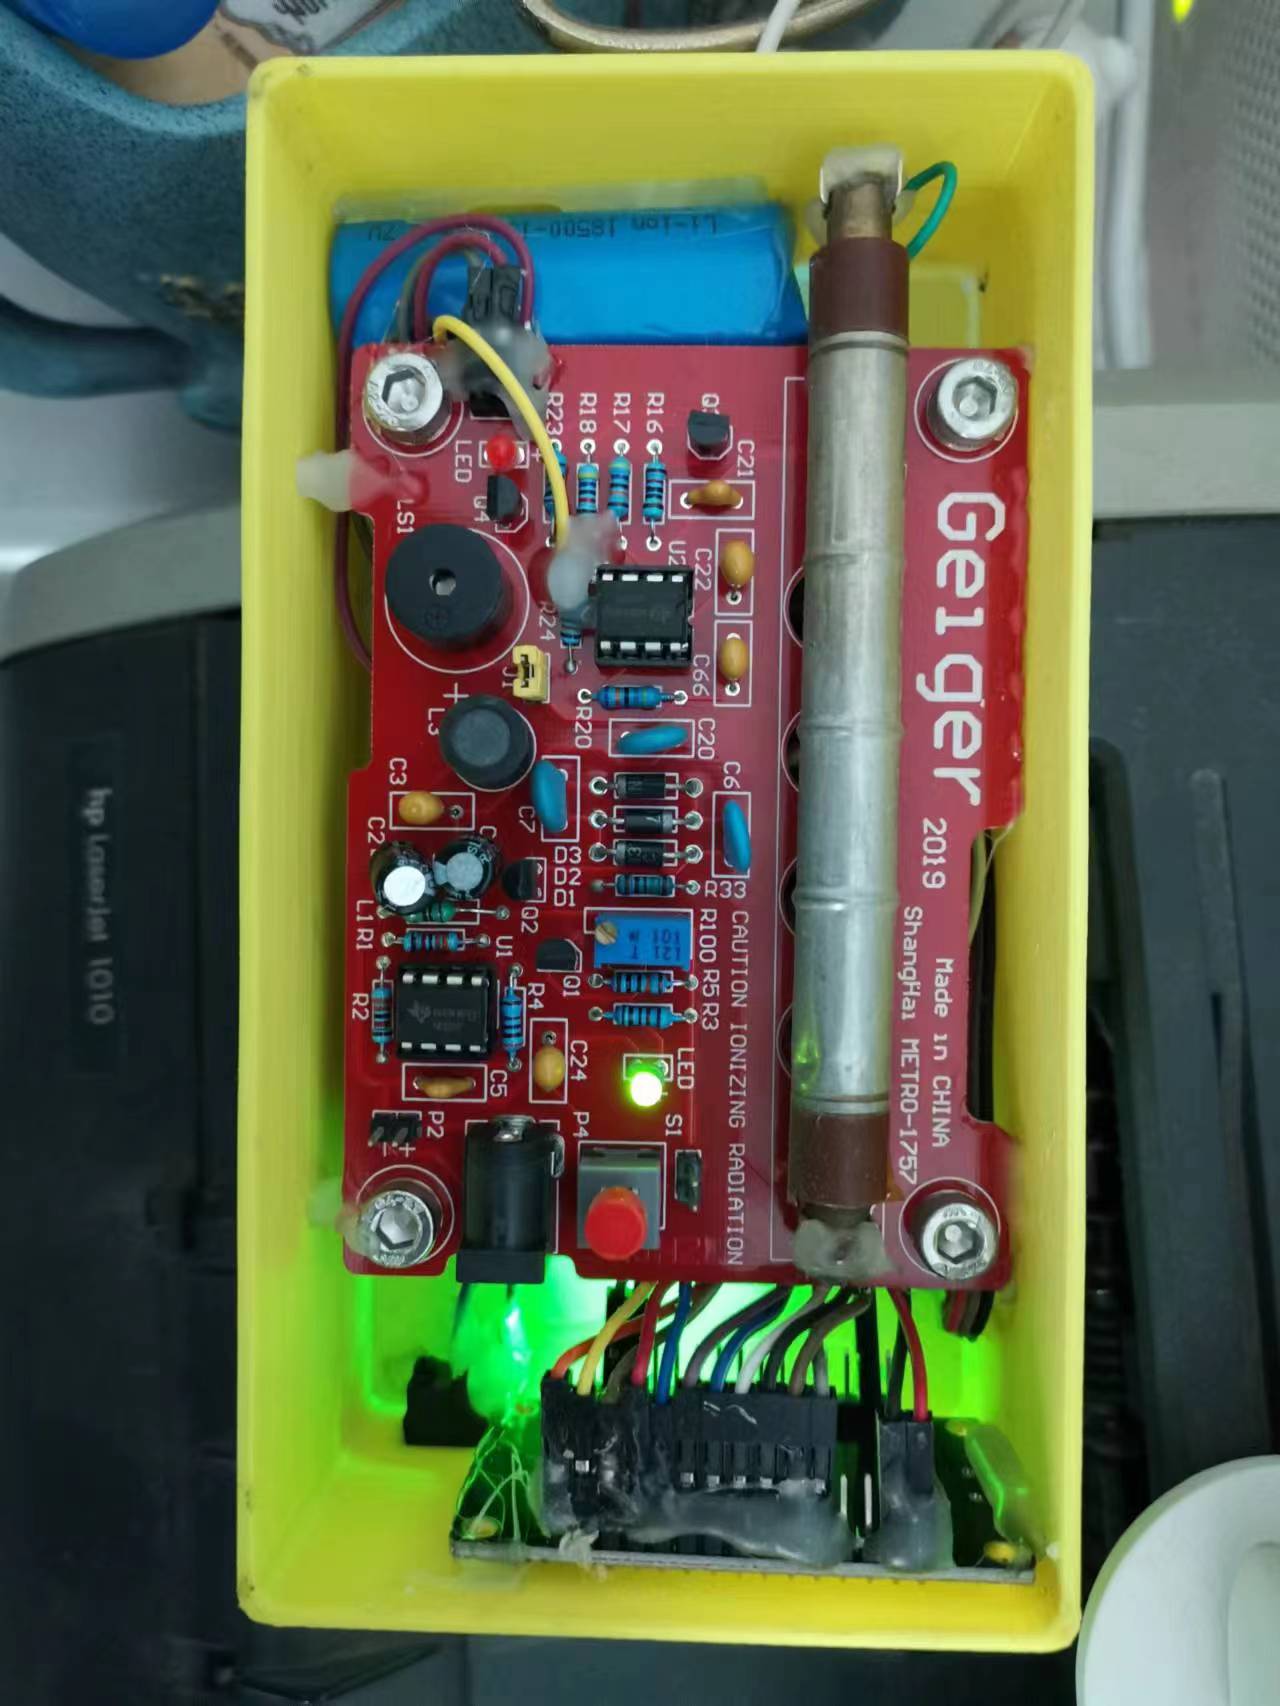 Li-ion 18500-
R23
R18
R17
R16
C21
LED
+
Q4
LS1
C22
U2
R24
J1
C66
R20
C20
+
L3
C3
C7
C6
C2
D3
D2
D1
R33
Q2
L1
R1
U1
R100
Q1
R5
R3
R2
R4
C24
C5
LED
P2
+
P4
S1
CAUTION IONIZING RADIATION
Geiger 2019
Made in CHINA
ShangHai METRO-1757
hp LaserJet 1010